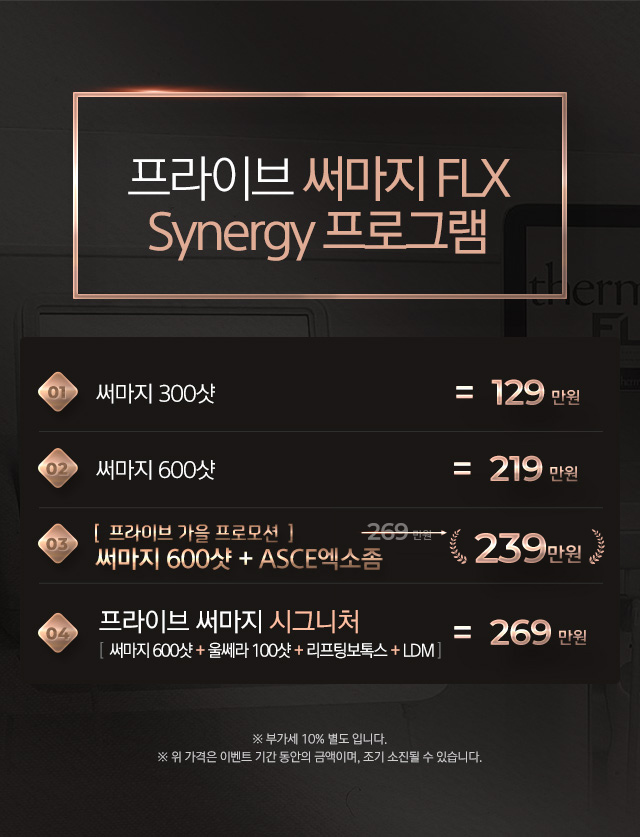 프라이브 써마지 FLX
Synergy 프로그램
therm
FL
01 써마지 300샷 = 129 만원
02 써마지 600샷 = 219 만원
03 [ 프라이브 가을 프로모션 ] 269 만원
써마지 600샷 + ASCE엑소좀 239만원
04 프라이브 써마지 시그니처 = 269 만원
[ 써마지 600샷 + 울쎄라 100샷 + 리프팅보톡스 + LDM ]
※ 부가세 10% 별도 입니다.
※ 위 가격은 이벤트 기간 동안의 금액이며, 조기 소진될 수 있습니다.